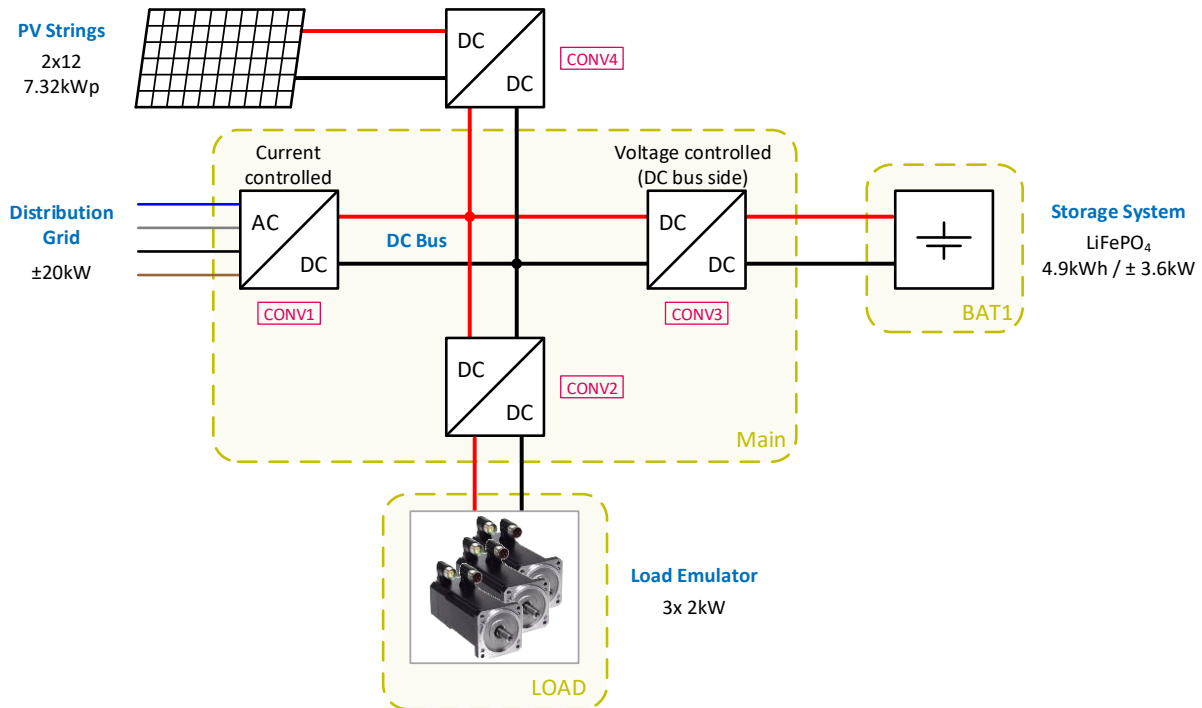 PV Strings
2x12
7.32kWp
DC
DC
CONV4
Current
controlled
Voltage controlled
(DC bus side)
Distribution
Grid
±20kW
AC
DC
CONV1
DC Bus
DC
DC
CONV3
BAT1
Storage System
LiFePO₄
4.9kWh / ± 3.6kW
DC
DC
CONV2
Main
Load Emulator
3x 2kW
LOAD